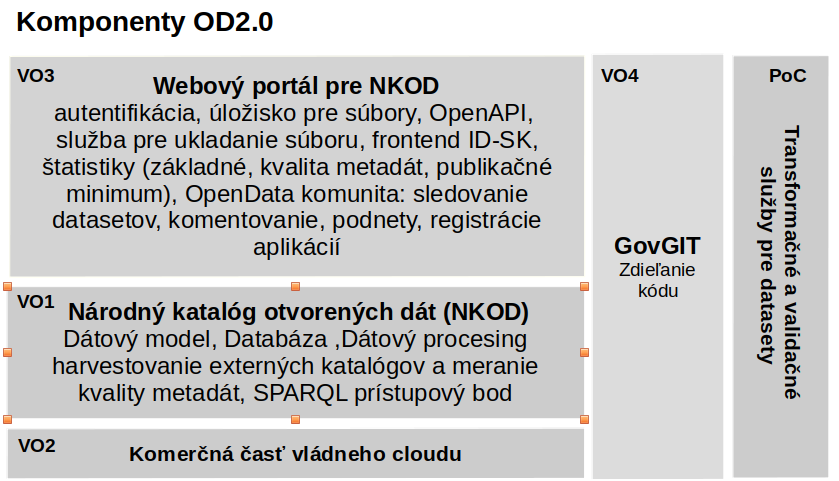 Komponenty OD2.0
VO3
Webový portál pre NKOD
autentifikácia, úložisko pre súbory, OpenAPI,
služba pre ukladanie súboru, frontend ID-SK,
štatistiky (základné, kvalita metadát, publikačné
minimum), OpenData komunita: sledovanie
datasetov, komentovanie, podnety, registrácie
aplikácií
VO1
Národný katalóg otvorených dát (NKOD)
Dátový model, Databáza ,Dátový procesing
harvestovanie externých katalógov a meranie
kvality metadát, SPARQL prístupový bod
VO2
Komerčná časť vládneho cloudu
VO4
GovGIT
Zdieľanie
kódu
PoC
Transformačné a validačné
služby pre datasety